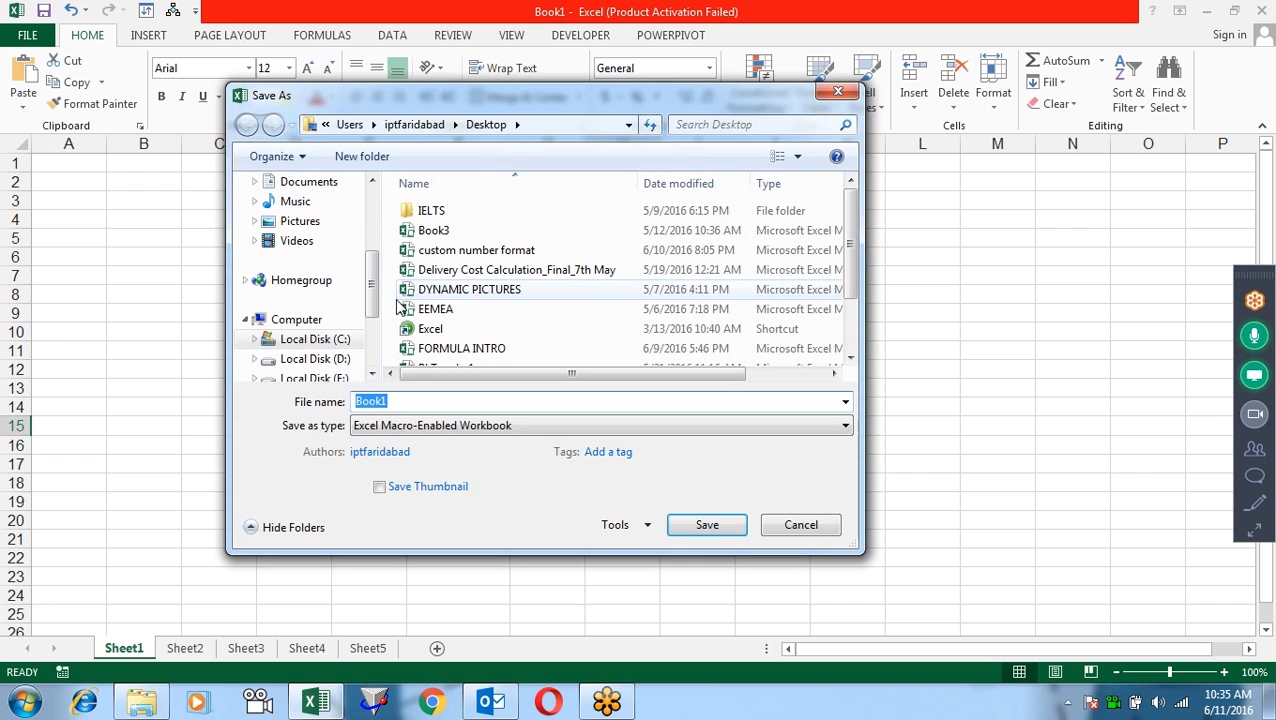 Book1 - Excel (Product Activation Failed)
FILE HOME INSERT PAGE LAYOUT FORMULAS DATA REVIEW VIEW DEVELOPER POWERPIVOT Sign in
Cut
Copy
Format Painter
Paste
Clipboard
Arial 12
B I U
Wrap Text
General
Insert Delete Format
Cells
AutoSum
Fill
Clear
Sort & Filter
Find & Select
Editing
Save As
Users iptfaridabad Desktop
Search Desktop
Organize New folder
Documents
Music
Pictures
Videos
Homegroup
Computer
Local Disk (C:)
Local Disk (D:)
Local Disk (F:)
Name Date modified Type
IELTS 5/9/2016 6:15 PM File folder
Book3 5/12/2016 10:36 AM Microsoft Excel M
custom number format 6/10/2016 8:05 PM Microsoft Excel M
Delivery Cost Calculation_Final_7th May 5/19/2016 12:21 AM Microsoft Excel M
DYNAMIC PICTURES 5/7/2016 4:11 PM Microsoft Excel M
EEMEA 5/6/2016 7:18 PM Microsoft Excel M
Excel 3/13/2016 10:40 AM Shortcut
FORMULA INTRO 6/9/2016 5:46 PM Microsoft Excel M
File name: Book1
Save as type: Excel Macro-Enabled Workbook
Authors: iptfaridabad Tags: Add a tag
Save Thumbnail
Hide Folders Tools Save Cancel
A B C L M N O P
1
2
3
4
5
6
7
8
9
10
11
12
13
14
15
16
17
18
19
20
21
22
23
24
25
26
Sheet1 Sheet2 Sheet3 Sheet4 Sheet5
READY 100%
10:35 AM
6/11/2016